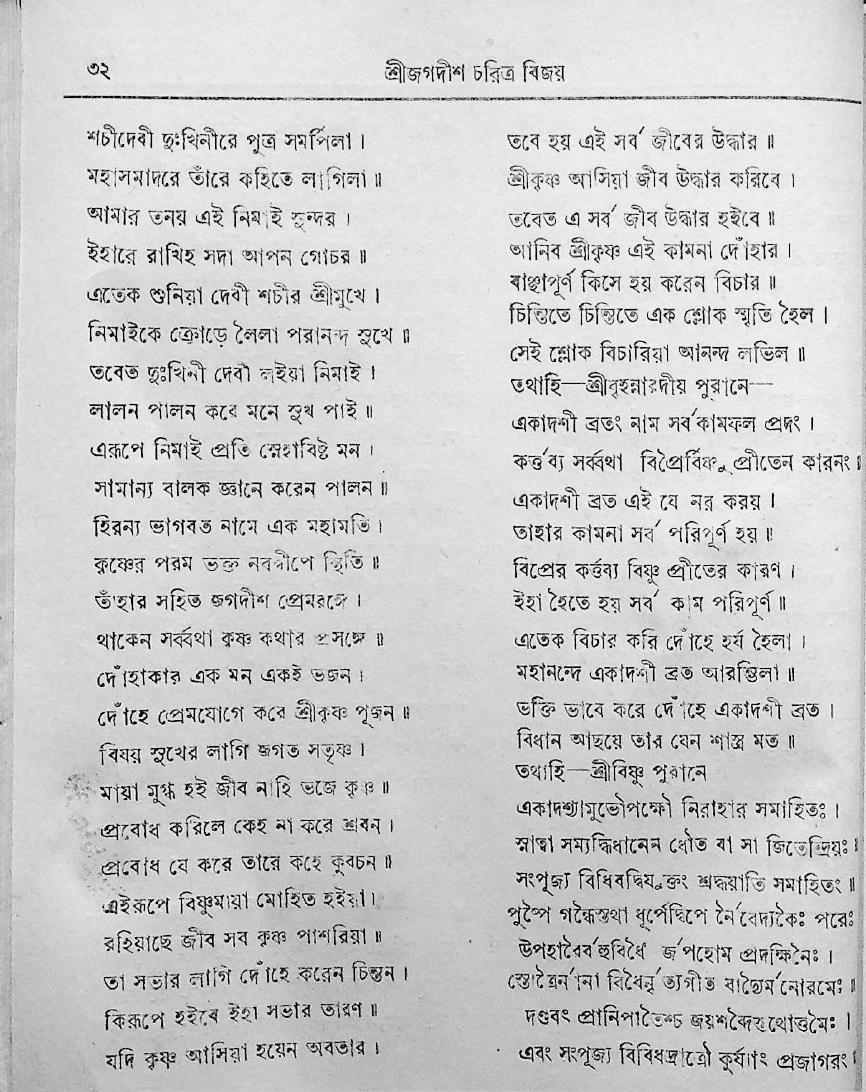 ৩২
শ্রীজগদীশ চরিত্র বিজয়
শচীদেবী দুঃখিনীরে পুত্র সমর্পিলা ।
মহাসমাদরে তাঁরে কহিতে লাগিলা ॥
আমার তনয় এই নিমাই সুন্দর ।
ইহারে রাখিহ সদা আপন গোচর ॥
এতেক শুনিয়া দেবী শচীর শ্রীমুখে ।
নিমাইকে ক্রোড়ে লৈলা পরানন্দ সুখে ॥
তবেত দুঃখিনী দেবী লইয়া নিমাই ।
লালন পালন করে মনে সুখ পাই ॥
এরূপে নিমাই প্রতি স্নেহাবিষ্ট মন ।
সামান্য বালক জ্ঞানে করেন পালন ॥
হিরন্য ভাগবত নামে এক মহামতি ।
কৃষ্ণের পরম ভক্ত নবদ্বীপে স্থিতি ॥
তাঁহার সহিত জগদীশ প্রেমরঙ্গে ।
থাকেন সর্ব্বথা কৃষ্ণ কথার প্রসঙ্গে ॥
দোঁহাকার এক মন একই ভজন ।
দোঁহে প্রেমযোগে করে শ্রীকৃষ্ণ পূজন ॥
বিষয় সুখের লাগি জগত সতৃষ্ণ ।
মায়া মুগ্ধ হই জীব নাহি ভজে কৃষ্ণ ॥
প্রবোধ করিলে কেহ না করে শ্রবন ।
প্রবোধ যে করে তারে কহে কুবচন ॥
এইরূপে বিষ্ণুমায়া মোহিত হইয়া।
রহিয়াছে জীব সব কৃষ্ণ পাশরিয়া ॥
তা সভার লাগি দোঁহে করেন চিন্তন ।
কিরূপে হইবে ইহা সভার তারণ ॥
যদি কৃষ্ণ আসিয়া হয়েন অবতার ।
তবে হয় এই সর্ব জীবের উদ্ধার ॥
শ্রীকৃষ্ণ আসিয়া জীব উদ্ধার করিবে ।
তবেত এ সর্ব জীব উদ্ধার হইবে ॥
আনিব শ্রীকৃষ্ণ এই কামনা দোঁহার ।
বাঞ্ছাপূর্ণ কিসে হয় করেন বিচার ॥
চিন্তিতে চিন্তিতে এক শ্লোক স্মৃতি হৈল ।
সেই শ্লোক বিচারিয়া আনন্দ লভিল ॥
তথাহি—শ্রীবৃহন্নারদীয় পুরানে—
একাদশী ব্রতং নাম সর্বকামফল প্রদং ।
কর্ত্তব্য সর্ব্বথা বিপ্রৈর্বিষ্ণু প্রীতেন কারনং ॥
একাদশী ব্রত এই যে নর করয় ।
তাহার কামনা সর্ব পরিপূর্ণ হয় ॥
বিপ্রের কর্ত্তব্য বিষ্ণু প্রীতের কারণ ।
ইহা হৈতে হয় সর্ব কাম পরিপূর্ণ ॥
এতেক বিচার করি দোঁহে হর্ষ হৈলা ।
মহানন্দে একাদশী ব্রত আরম্ভিলা ॥
ভক্তি ভাবে করে দোঁহে একাদশী ব্রত ।
বিধান আছয়ে তার যেন শাস্ত্র মত ॥
তথাহি—শ্রীবিষ্ণু পুরানে
একাদশ্যামুভৌপক্ষৌ নিরাহার সমাহিতঃ ।
স্নাত্বা সম্যদ্ধিধানেন ধৌত বা সা জিতেন্দ্রিয়ঃ ॥
সংপূজ্য বিধিবদ্বিযুক্তং শ্রদ্ধয়াতি সমাহিতং ॥
পুষ্পৈ গন্ধৈস্তথা ধূর্পেদ্বিপে নৈবেদ্যকৈঃ পরেঃ
উপহারৈর্বহুবিধৈ র্জপহোম প্রদক্ষিনৈঃ ।
স্তোত্রৈর্নানা বিধৈর্নৃত্যগীত বাদ্যৈর্মনোরমেঃ ॥
দণ্ডবৎ প্রানিপাতৈশ্চ জয়শব্দৈস্তথোত্তমৈঃ ।
এবং সংপূজ্য বিবিধদ্রাত্রৌ কুর্য্যাৎ প্রজাগরং ।